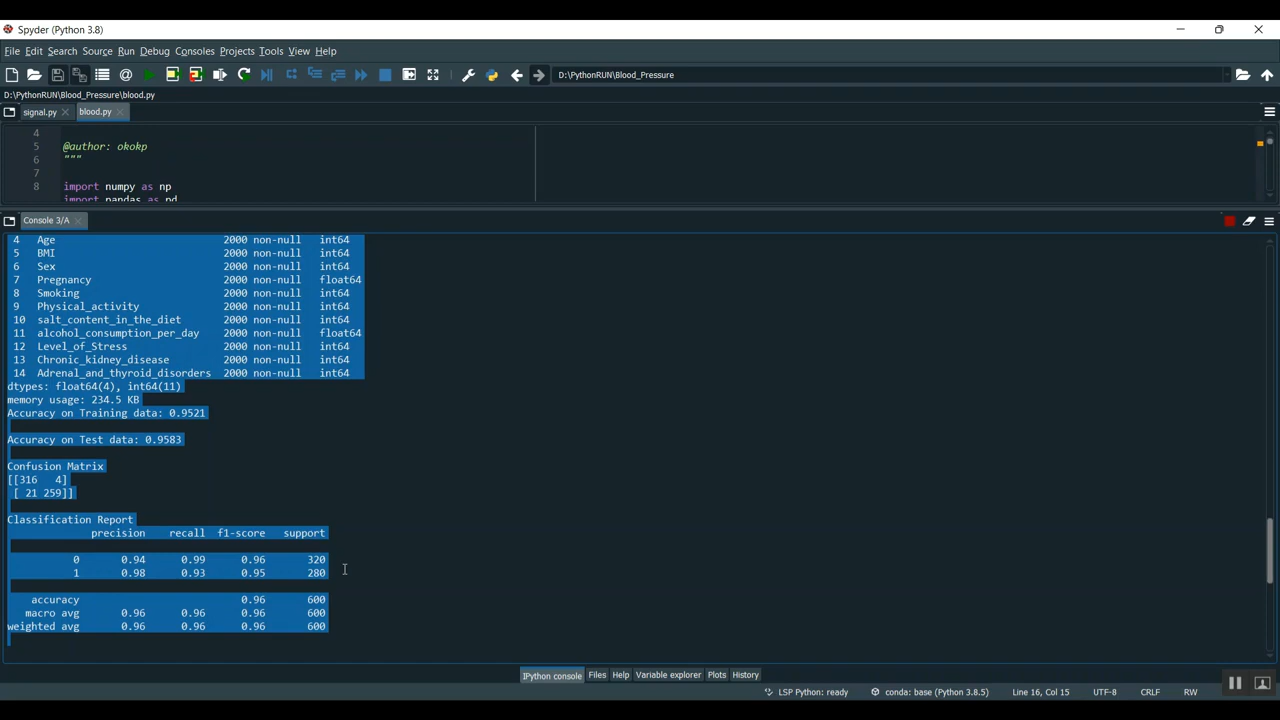 Spyder (Python 3.8)
File Edit Search Source Run Debug Consoles Projects Tools View Help
D:\PythonRUN\Blood_Pressure
D:\PythonRUN\Blood_Pressure\blood.py
signal.py blood.py
4
5 @author: okokp
6 """
7
8 import numpy as np
import pandas as pd
Console 3/A
4 Age 2000 non-null int64
5 BMI 2000 non-null int64
6 Sex 2000 non-null int64
7 Pregnancy 2000 non-null float64
8 Smoking 2000 non-null int64
9 Physical_activity 2000 non-null int64
10 salt_content_in_the_diet 2000 non-null int64
11 alcohol_consumption_per_day 2000 non-null float64
12 Level_of_Stress 2000 non-null int64
13 Chronic_kidney_disease 2000 non-null int64
14 Adrenal_and_thyroid_disorders 2000 non-null int64
dtypes: float64(4), int64(11)
memory usage: 234.5 KB
Accuracy on Training data: 0.9521
Accuracy on Test data: 0.9583
Confusion Matrix
[[316 4]
[ 21 259]]
Classification Report
precision recall f1-score support
0 0.94 0.99 0.96 320
1 0.98 0.93 0.95 280
accuracy 0.96 600
macro avg 0.96 0.96 0.96 600
weighted avg 0.96 0.96 0.96 600
IPython console Files Help Variable explorer Plots History
LSP Python: ready conda: base (Python 3.8.5) Line 16, Col 15 UTF-8 CRLF RW